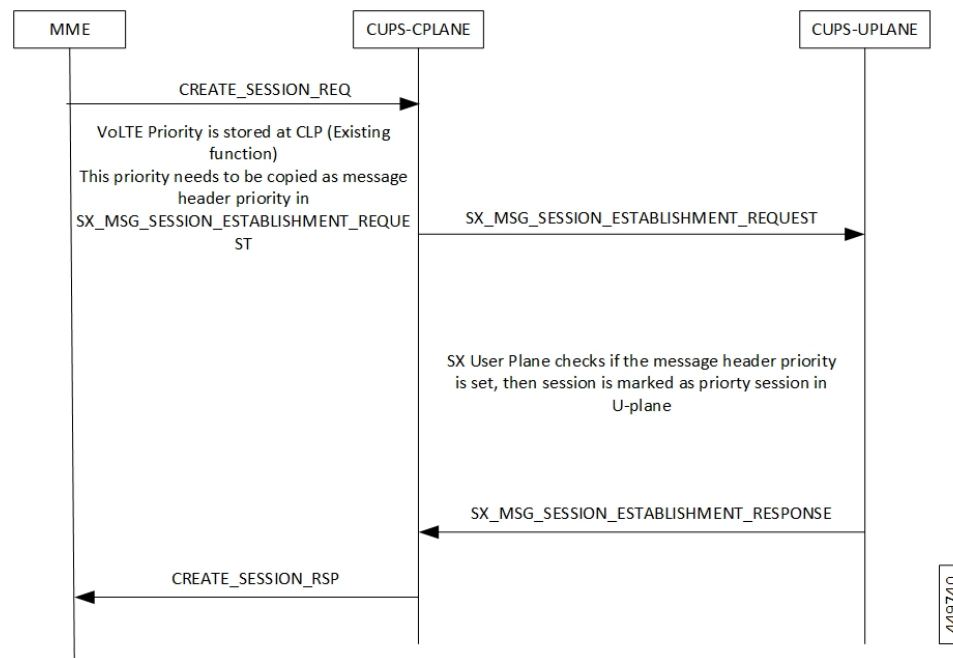 MME
CUPS-CPLANE
CUPS-UPLANE
CREATE_SESSION_REQ
VoLTE Priority is stored at CLP (Existing
function)
This priority needs to be copied as message
header priority in
SX_MSG_SESSION_ESTABLISHMENT_REQUE
ST
SX_MSG_SESSION_ESTABLISHMENT_REQUEST
SX User Plane checks if the message header priority
is set, then session is marked as priorty session in
U-plane
SX_MSG_SESSION_ESTABLISHMENT_RESPONSE
CREATE_SESSION_RSP
449740